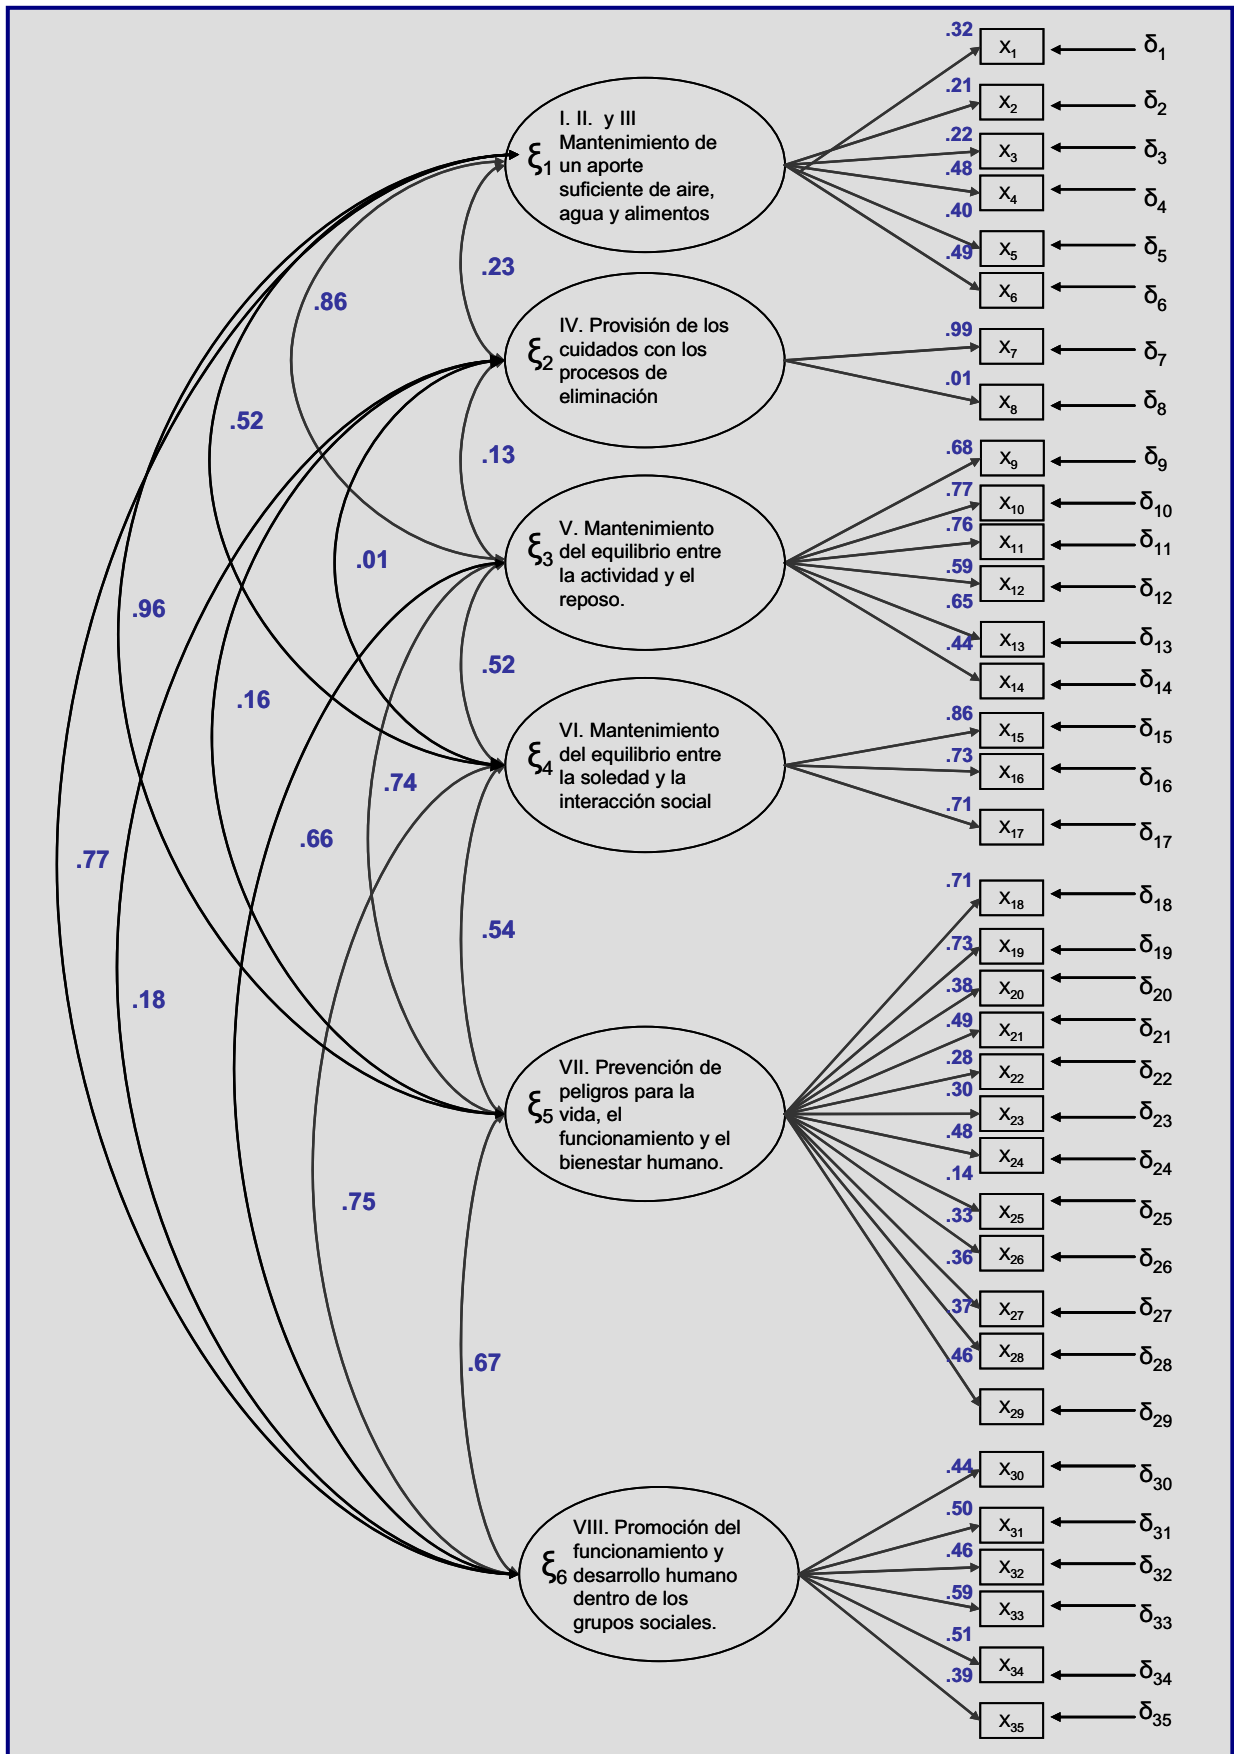 I. II. y III
Mantenimiento de
ξ1 un aporte
suficiente de aire,
agua y alimentos
IV. Provisión de los
ξ2 cuidados con los
procesos de
eliminación
V. Mantenimiento
ξ3 del equilibrio entre
la actividad y el
reposo.
VI. Mantenimiento
del equilibrio entre
ξ4 la soledad y la
interacción social
VII. Prevención de
peligros para la
ξ5 vida, el
funcionamiento y el
bienestar humano.
VIII. Promoción del
funcionamiento y
ξ6 desarrollo humano
dentro de los
grupos sociales.
.23
.86
.52
.13
.01
.96
.52
.16
.74
.66
.77
.54
.18
.75
.67
.32 x1 δ1
.21 x2 δ2
.22 x3 δ3
.48 x4 δ4
.40 x5 δ5
.49 x6 δ6
.99 x7 δ7
.01 x8 δ8
.68 x9 δ9
.77 x10 δ10
.76 x11 δ11
.59 x12 δ12
.65 x13 δ13
.44 x14 δ14
.86 x15 δ15
.73 x16 δ16
.71 x17 δ17
.71 x18 δ18
.73 x19 δ19
.38 x20 δ20
.49 x21 δ21
.28 x22 δ22
.30 x23 δ23
.48 x24 δ24
.14 x25 δ25
.33 x26 δ26
.36 x27 δ27
.37 x28 δ28
.46 x29 δ29
.44 x30 δ30
.50 x31 δ31
.46 x32 δ32
.59 x33 δ33
.51 x34 δ34
.39 x35 δ35